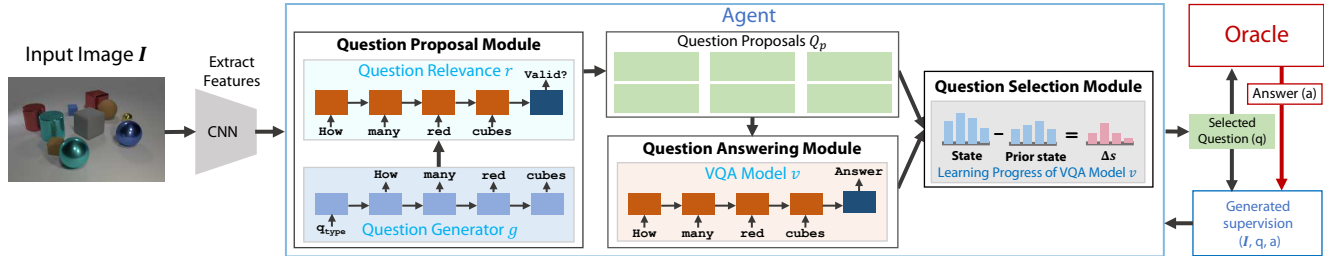 Agent
Input Image I
Extract
Features
CNN
Question Proposal Module
Question Relevance r
Valid?
How many red cubes
How many red cubes
q_type
Question Generator g
Question Proposals Q_p
Question Answering Module
VQA Model v
Answer
How many red cubes
Question Selection Module
State
−
Prior state
=
Δs
Learning Progress of VQA Model v
Oracle
Answer (a)
Selected
Question (q)
Generated
supervision
(I, q, a)